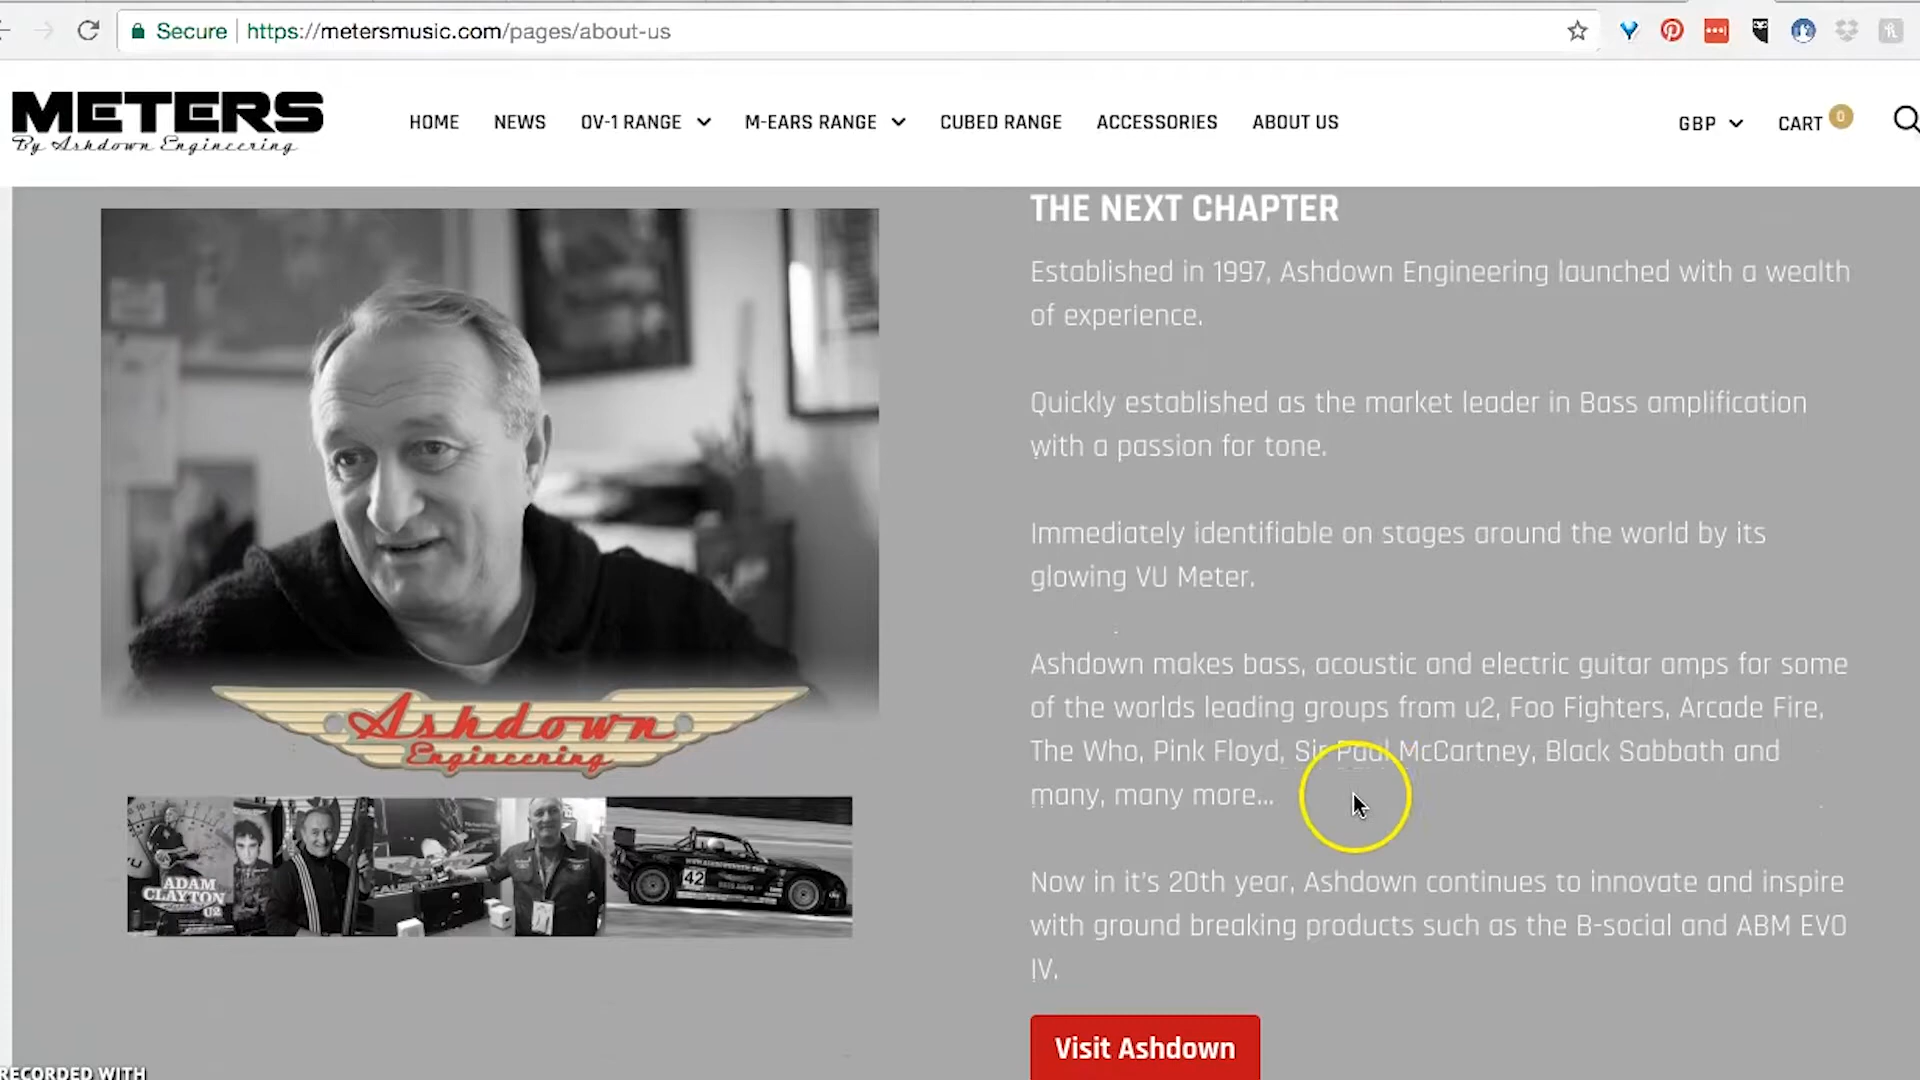 Secure https://metersmusic.com/pages/about-us
METERS
By Ashdown Engineering
HOME NEWS OV-1 RANGE M-EARS RANGE CUBED RANGE ACCESSORIES ABOUT US GBP CART 0
THE NEXT CHAPTER
Established in 1997, Ashdown Engineering launched with a wealth
of experience.
Quickly established as the market leader in Bass amplification
with a passion for tone.
Immediately identifiable on stages around the world by its
glowing VU Meter.
Ashdown makes bass, acoustic and electric guitar amps for some
of the worlds leading groups from u2, Foo Fighters, Arcade Fire,
The Who, Pink Floyd, Sir Paul McCartney, Black Sabbath and
many, many more...
Now in it's 20th year, Ashdown continues to innovate and inspire
with ground breaking products such as the B-social and ABM EVO
IV.
Visit Ashdown
Ashdown
Engineering
ADAM
CLAYTON
U2
42
RECORDED WITH